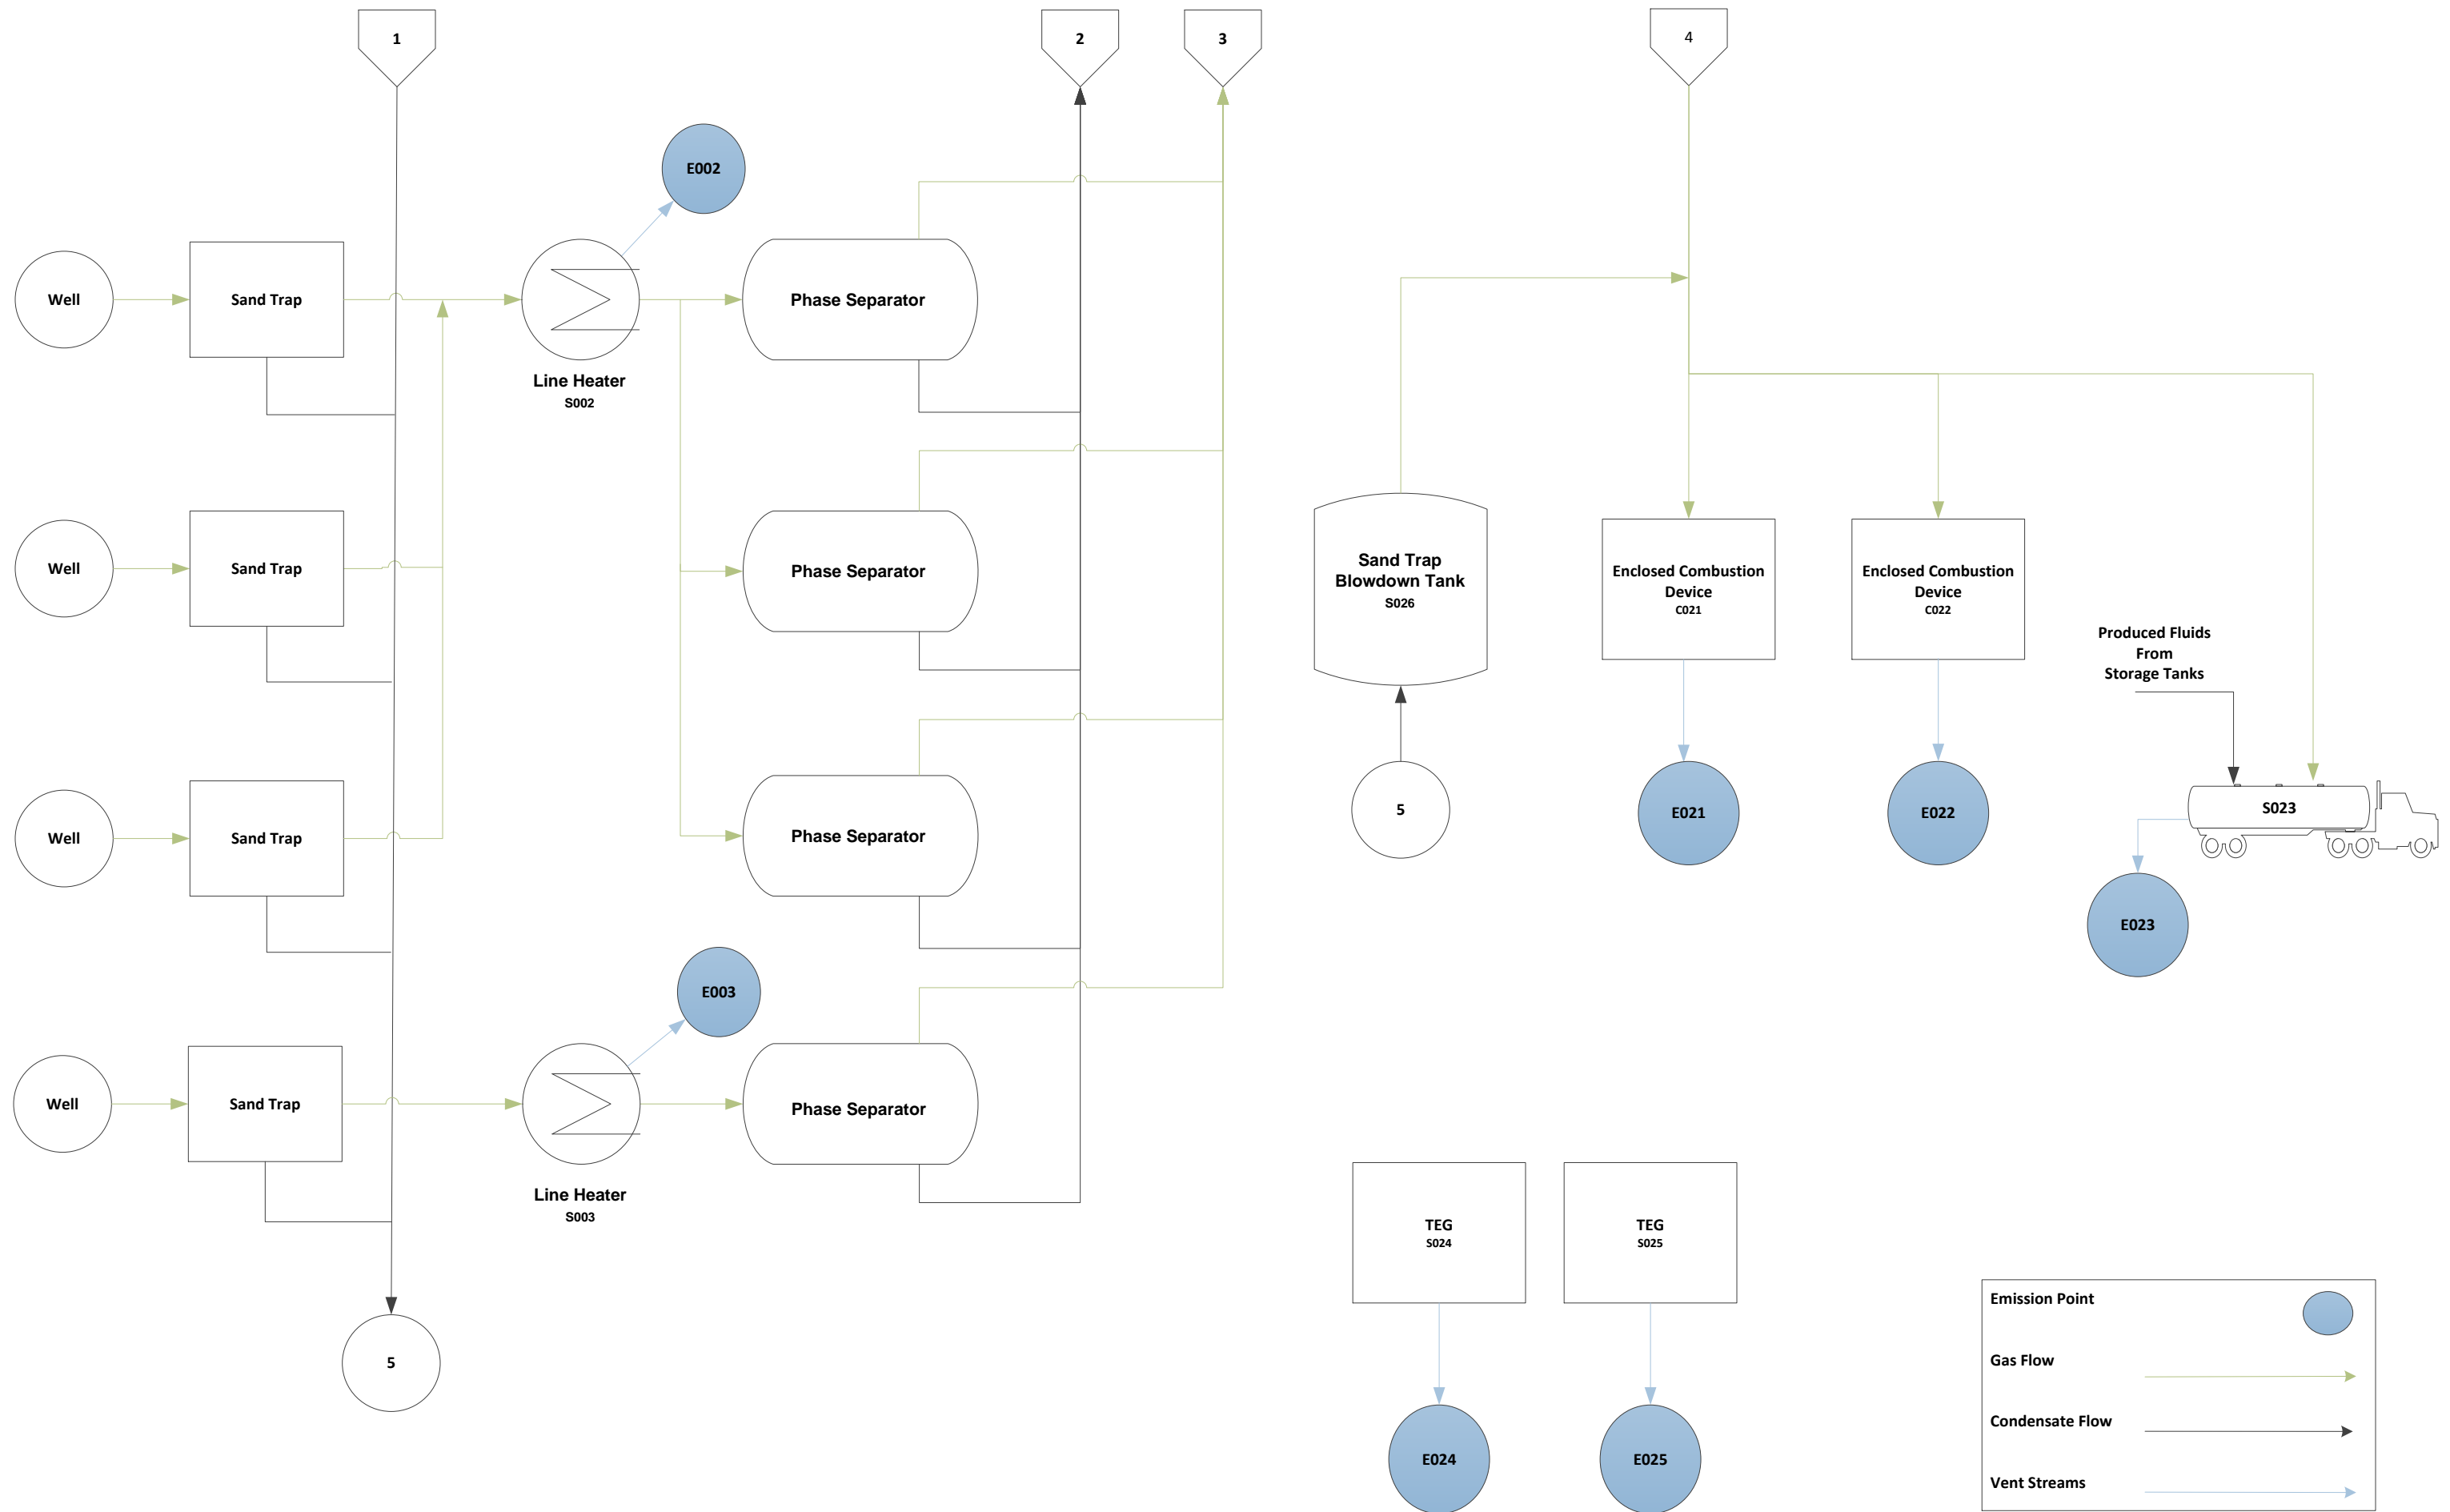 1
2
3
4
E002
Well
Sand Trap
Phase Separator
Line Heater
S002
Well
Sand Trap
Phase Separator
Sand Trap
Blowdown Tank
S026
Enclosed Combustion
Device
C021
Enclosed Combustion
Device
C022
Produced Fluids
From
Storage Tanks
Well
Sand Trap
Phase Separator
5
E021
E022
S023
E023
E003
Well
Sand Trap
Phase Separator
Line Heater
S003
TEG
S024
TEG
S025
5
E024
E025
Emission Point
Gas Flow
Condensate Flow
Vent Streams